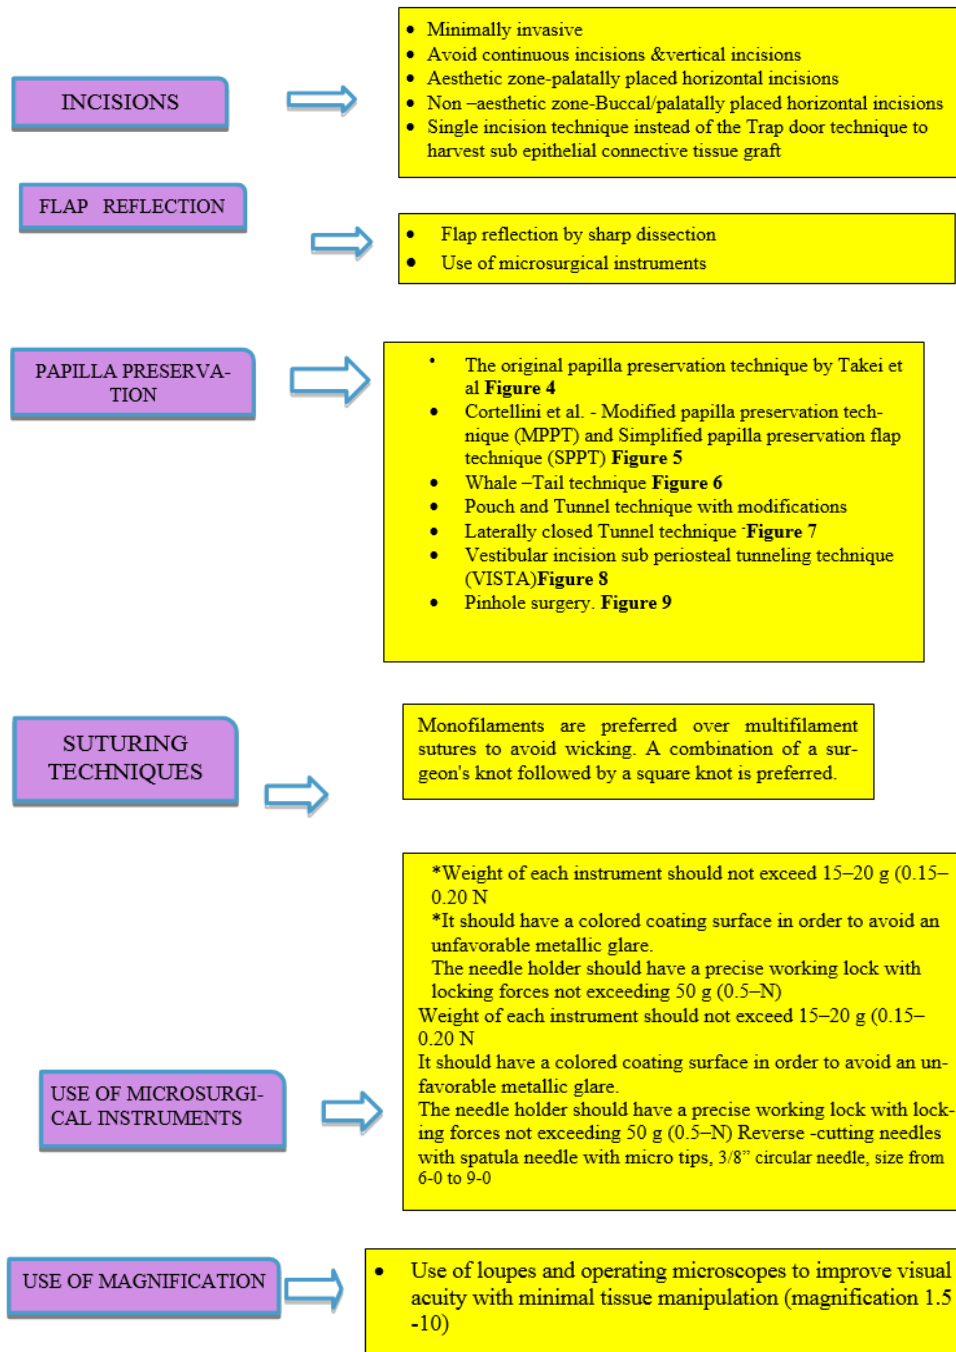 INCISIONS
• Minimally invasive
• Avoid continuous incisions &vertical incisions
• Aesthetic zone-palatally placed horizontal incisions
• Non –aesthetic zone-Buccal/palatally placed horizontal incisions
• Single incision technique instead of the Trap door technique to
harvest sub epithelial connective tissue graft
FLAP REFLECTION
• Flap reflection by sharp dissection
• Use of microsurgical instruments
PAPILLA PRESERVA-
TION
• The original papilla preservation technique by Takei et
al Figure 4
• Cortellini et al. - Modified papilla preservation tech-
nique (MPPT) and Simplified papilla preservation flap
technique (SPPT) Figure 5
• Whale –Tail technique Figure 6
• Pouch and Tunnel technique with modifications
• Laterally closed Tunnel technique -Figure 7
• Vestibular incision sub periosteal tunneling technique
(VISTA)Figure 8
• Pinhole surgery. Figure 9
SUTURING
TECHNIQUES
Monofilaments are preferred over multifilament
sutures to avoid wicking. A combination of a sur-
geon's knot followed by a square knot is preferred.
USE OF MICROSURGI-
CAL INSTRUMENTS
*Weight of each instrument should not exceed 15–20 g (0.15–
0.20 N
*It should have a colored coating surface in order to avoid an
unfavorable metallic glare.
The needle holder should have a precise working lock with
locking forces not exceeding 50 g (0.5–N)
Weight of each instrument should not exceed 15–20 g (0.15–
0.20 N
It should have a colored coating surface in order to avoid an un-
favorable metallic glare.
The needle holder should have a precise working lock with lock-
ing forces not exceeding 50 g (0.5–N) Reverse -cutting needles
with spatula needle with micro tips, 3/8” circular needle, size from
6-0 to 9-0
USE OF MAGNIFICATION
• Use of loupes and operating microscopes to improve visual
acuity with minimal tissue manipulation (magnification 1.5
-10)